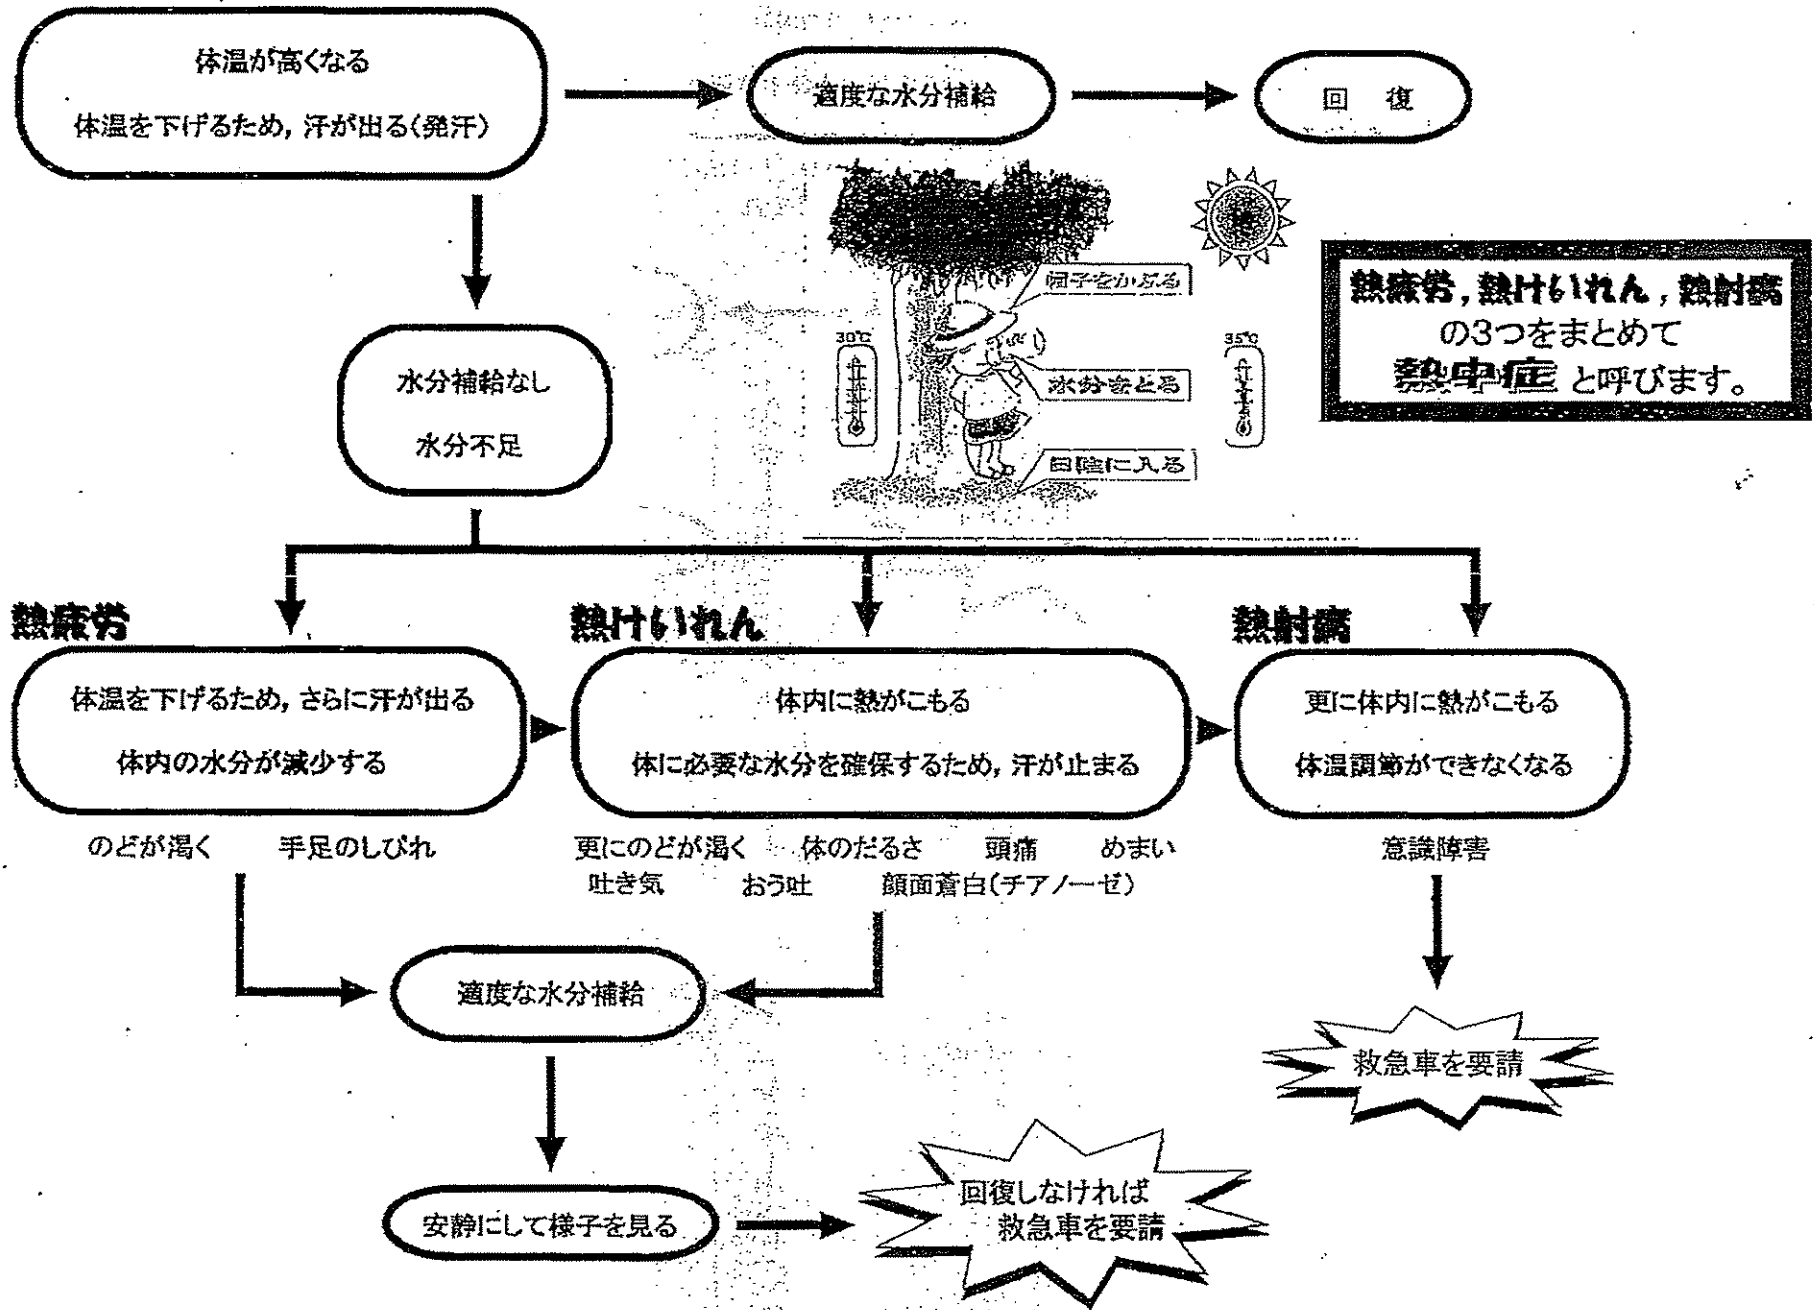 体温が高くなる
体温を下げるため，汗が出る（発汗）
適度な水分補給
回　復
帽子をかぶる
30℃
35℃
水分をとる
日陰に入る
熱疲労，熱けいれん，熱射病
の3つをまとめて
熱中症 と呼びます。
水分補給なし
水分不足
熱疲労
体温を下げるため，さらに汗が出る
体内の水分が減少する
のどが渇く　手足のしびれ
熱けいれん
体内に熱がこもる
体に必要な水分を確保するため，汗が止まる
更にのどが渇く　体のだるさ　頭痛　めまい
吐き気　おう吐　顔面蒼白（チアノーゼ）
熱射病
更に体内に熱がこもる
体温調節ができなくなる
意識障害
適度な水分補給
救急車を要請
安静にして様子を見る
回復しなければ
救急車を要請